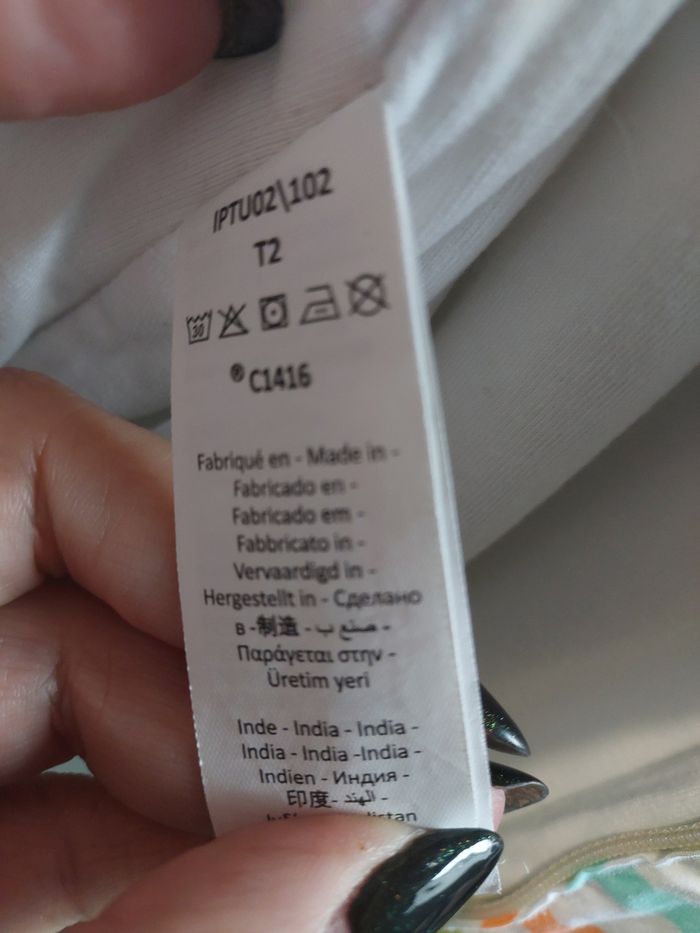 IPTU02\102
T2
30
® C1416
Fabriqué en - Made in -
Fabricado en -
Fabricado em -
Fabbricato in -
Vervaardigd in -
Hergestellt in - Сделано
в -制造 - صنع ب -
Παράγεται στην -
Üretim yeri
Inde - India - India -
India - India -India -
Indien - Индия -
印度- الهند -